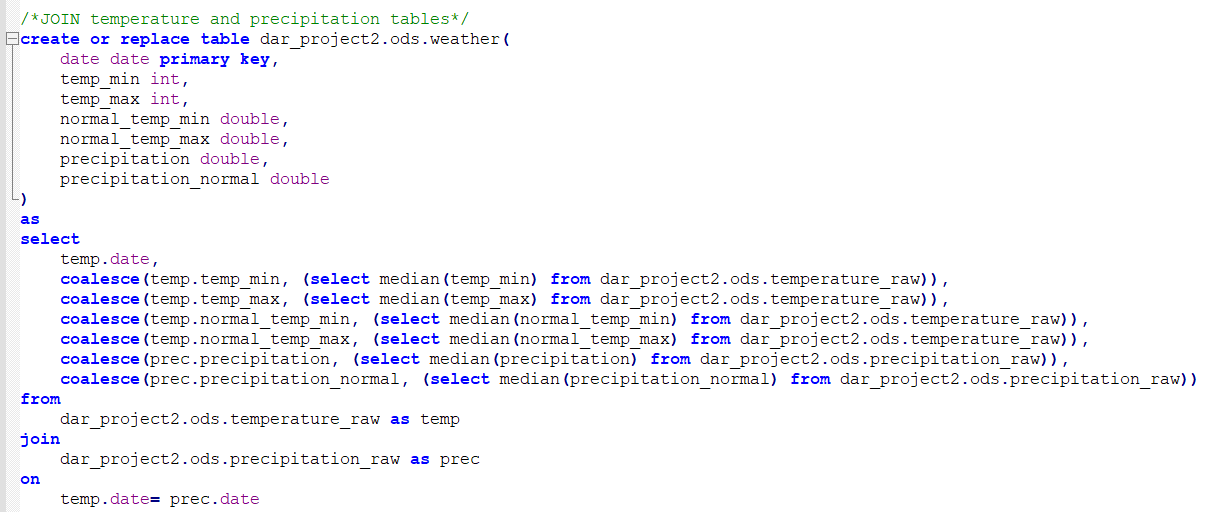 /*JOIN temperature and precipitation tables*/
create or replace table dar_project2.ods.weather(
    date date primary key,
    temp_min int,
    temp_max int,
    normal_temp_min double,
    normal_temp_max double,
    precipitation double,
    precipitation_normal double
)
as
select
    temp.date,
    coalesce(temp.temp_min, (select median(temp_min) from dar_project2.ods.temperature_raw)),
    coalesce(temp.temp_max, (select median(temp_max) from dar_project2.ods.temperature_raw)),
    coalesce(temp.normal_temp_min, (select median(normal_temp_min) from dar_project2.ods.temperature_raw)),
    coalesce(temp.normal_temp_max, (select median(normal_temp_max) from dar_project2.ods.temperature_raw)),
    coalesce(prec.precipitation, (select median(precipitation) from dar_project2.ods.precipitation_raw)),
    coalesce(prec.precipitation_normal, (select median(precipitation_normal) from dar_project2.ods.precipitation_raw))
from
    dar_project2.ods.temperature_raw as temp
join
    dar_project2.ods.precipitation_raw as prec
on
    temp.date= prec.date